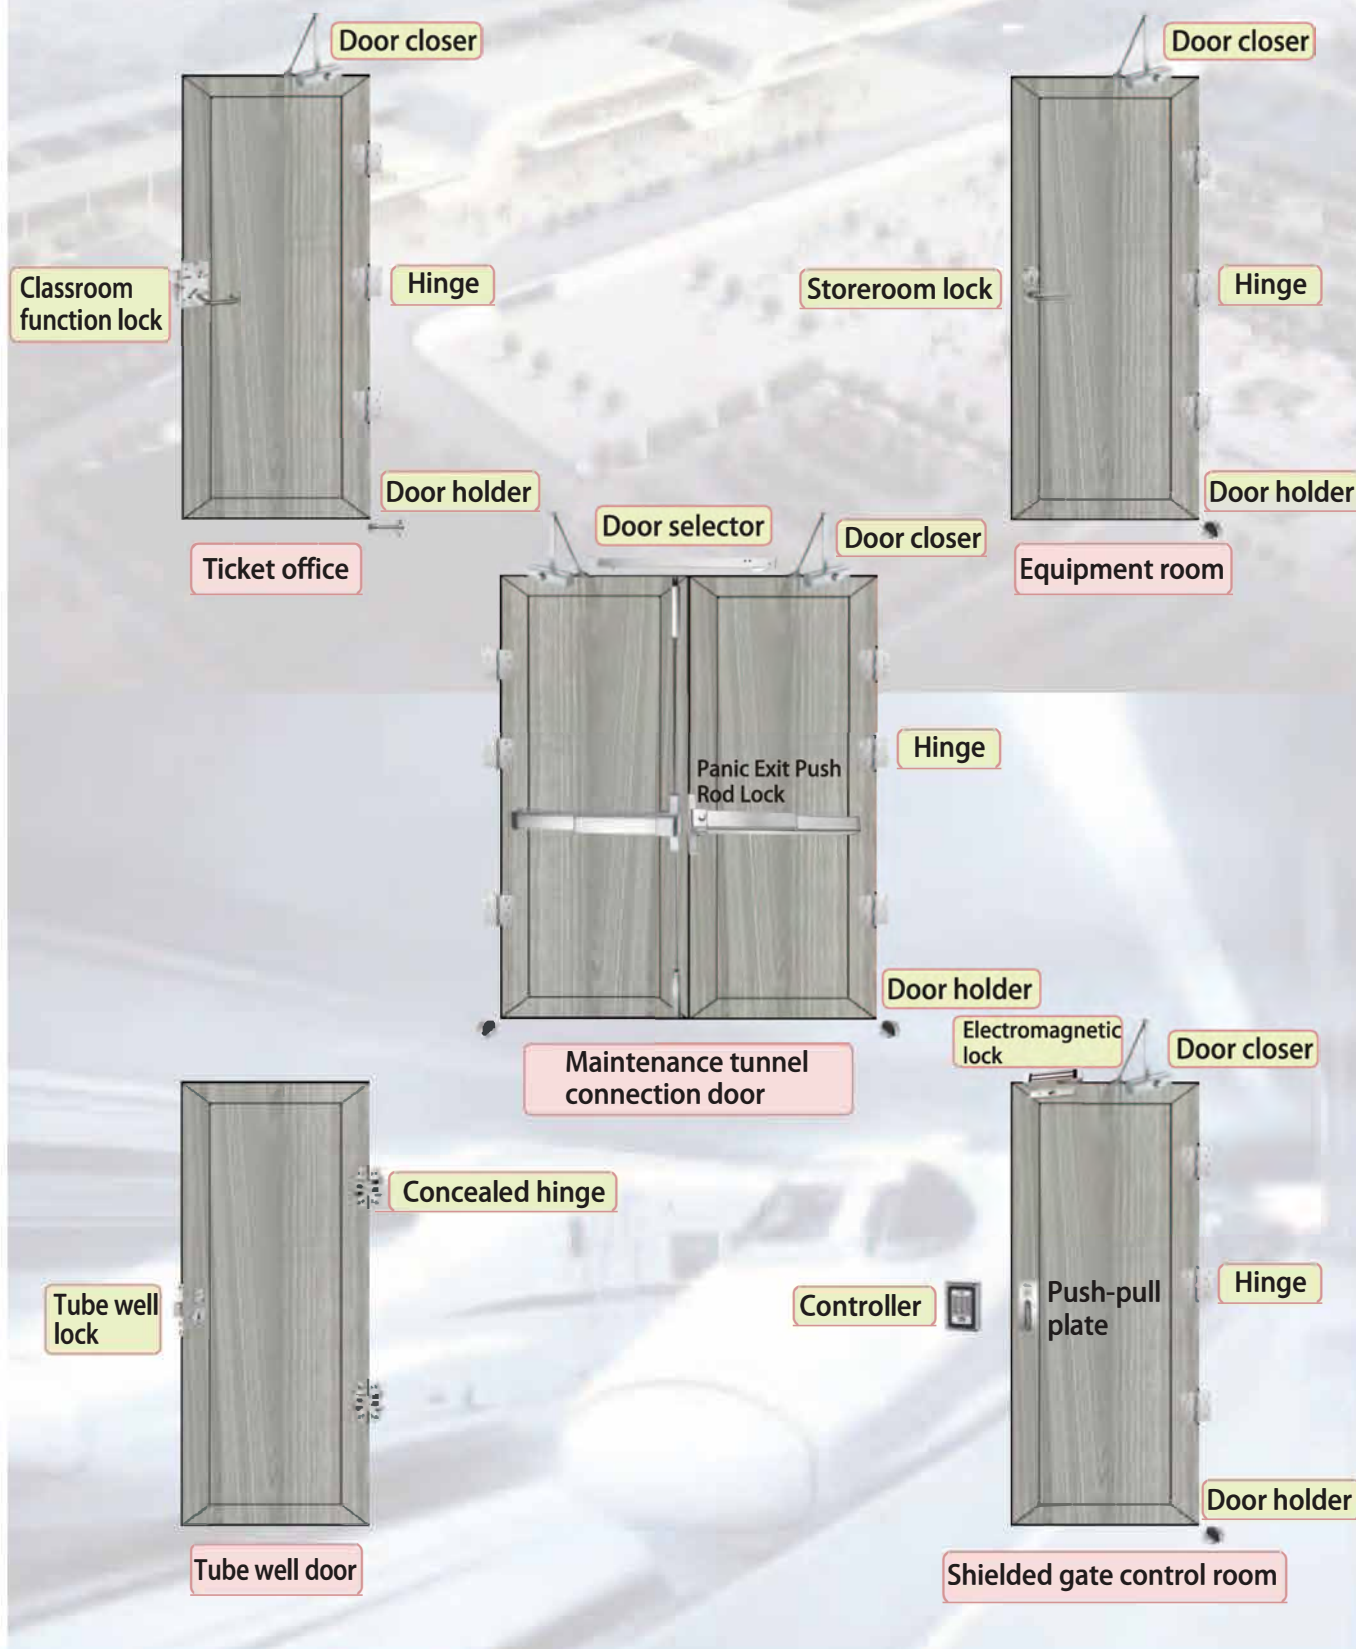 Door closer
Door closer
Classroom
function lock
Hinge
Storeroom lock
Hinge
Door holder
Door holder
Ticket office
Door selector
Door closer
Equipment room
Hinge
Panic Exit Push
Rod Lock
Door holder
Maintenance tunnel
connection door
Electromagnetic
lock
Door closer
Concealed hinge
Tube well
lock
Controller
Push-pull
plate
Hinge
Door holder
Tube well door
Shielded gate control room